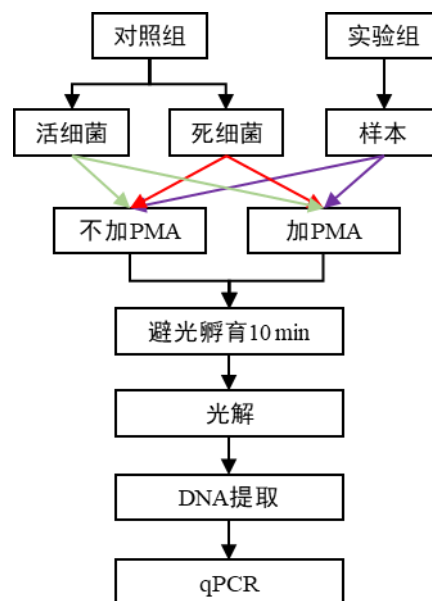 对照组
实验组
活细菌
死细菌
样本
不加PMA
加PMA
避光孵育10 min
光解
DNA提取
qPCR